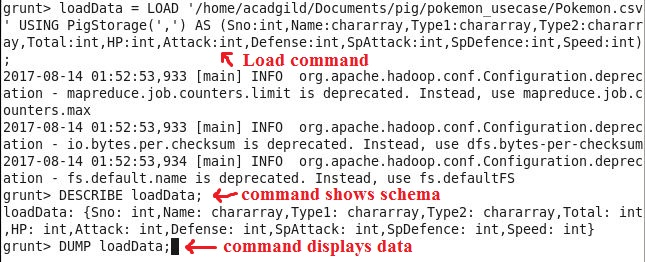 grunt> loadData = LOAD '/home/acadgild/Documents/pig/pokemon_usecase/Pokemon.csv
' USING PigStorage(',') AS (Sno:int,Name:chararray,Type1:chararray,Type2:chararr
ay,Total:int,HP:int,Attack:int,Defense:int,SpAttack:int,SpDefence:int,Speed:int)
;
Load command
2017-08-14 01:52:53,933 [main] INFO  org.apache.hadoop.conf.Configuration.deprec
ation - mapreduce.job.counters.limit is deprecated. Instead, use mapreduce.job.c
ounters.max
2017-08-14 01:52:53,933 [main] INFO  org.apache.hadoop.conf.Configuration.deprec
ation - io.bytes.per.checksum is deprecated. Instead, use dfs.bytes-per-checksum
2017-08-14 01:52:53,934 [main] INFO  org.apache.hadoop.conf.Configuration.deprec
ation - fs.default.name is deprecated. Instead, use fs.defaultFS
grunt> DESCRIBE loadData; command shows schema
loadData: {Sno: int,Name: chararray,Type1: chararray,Type2: chararray,Total: int
,HP: int,Attack: int,Defense: int,SpAttack: int,SpDefence: int,Speed: int}
grunt> DUMP loadData; command displays data